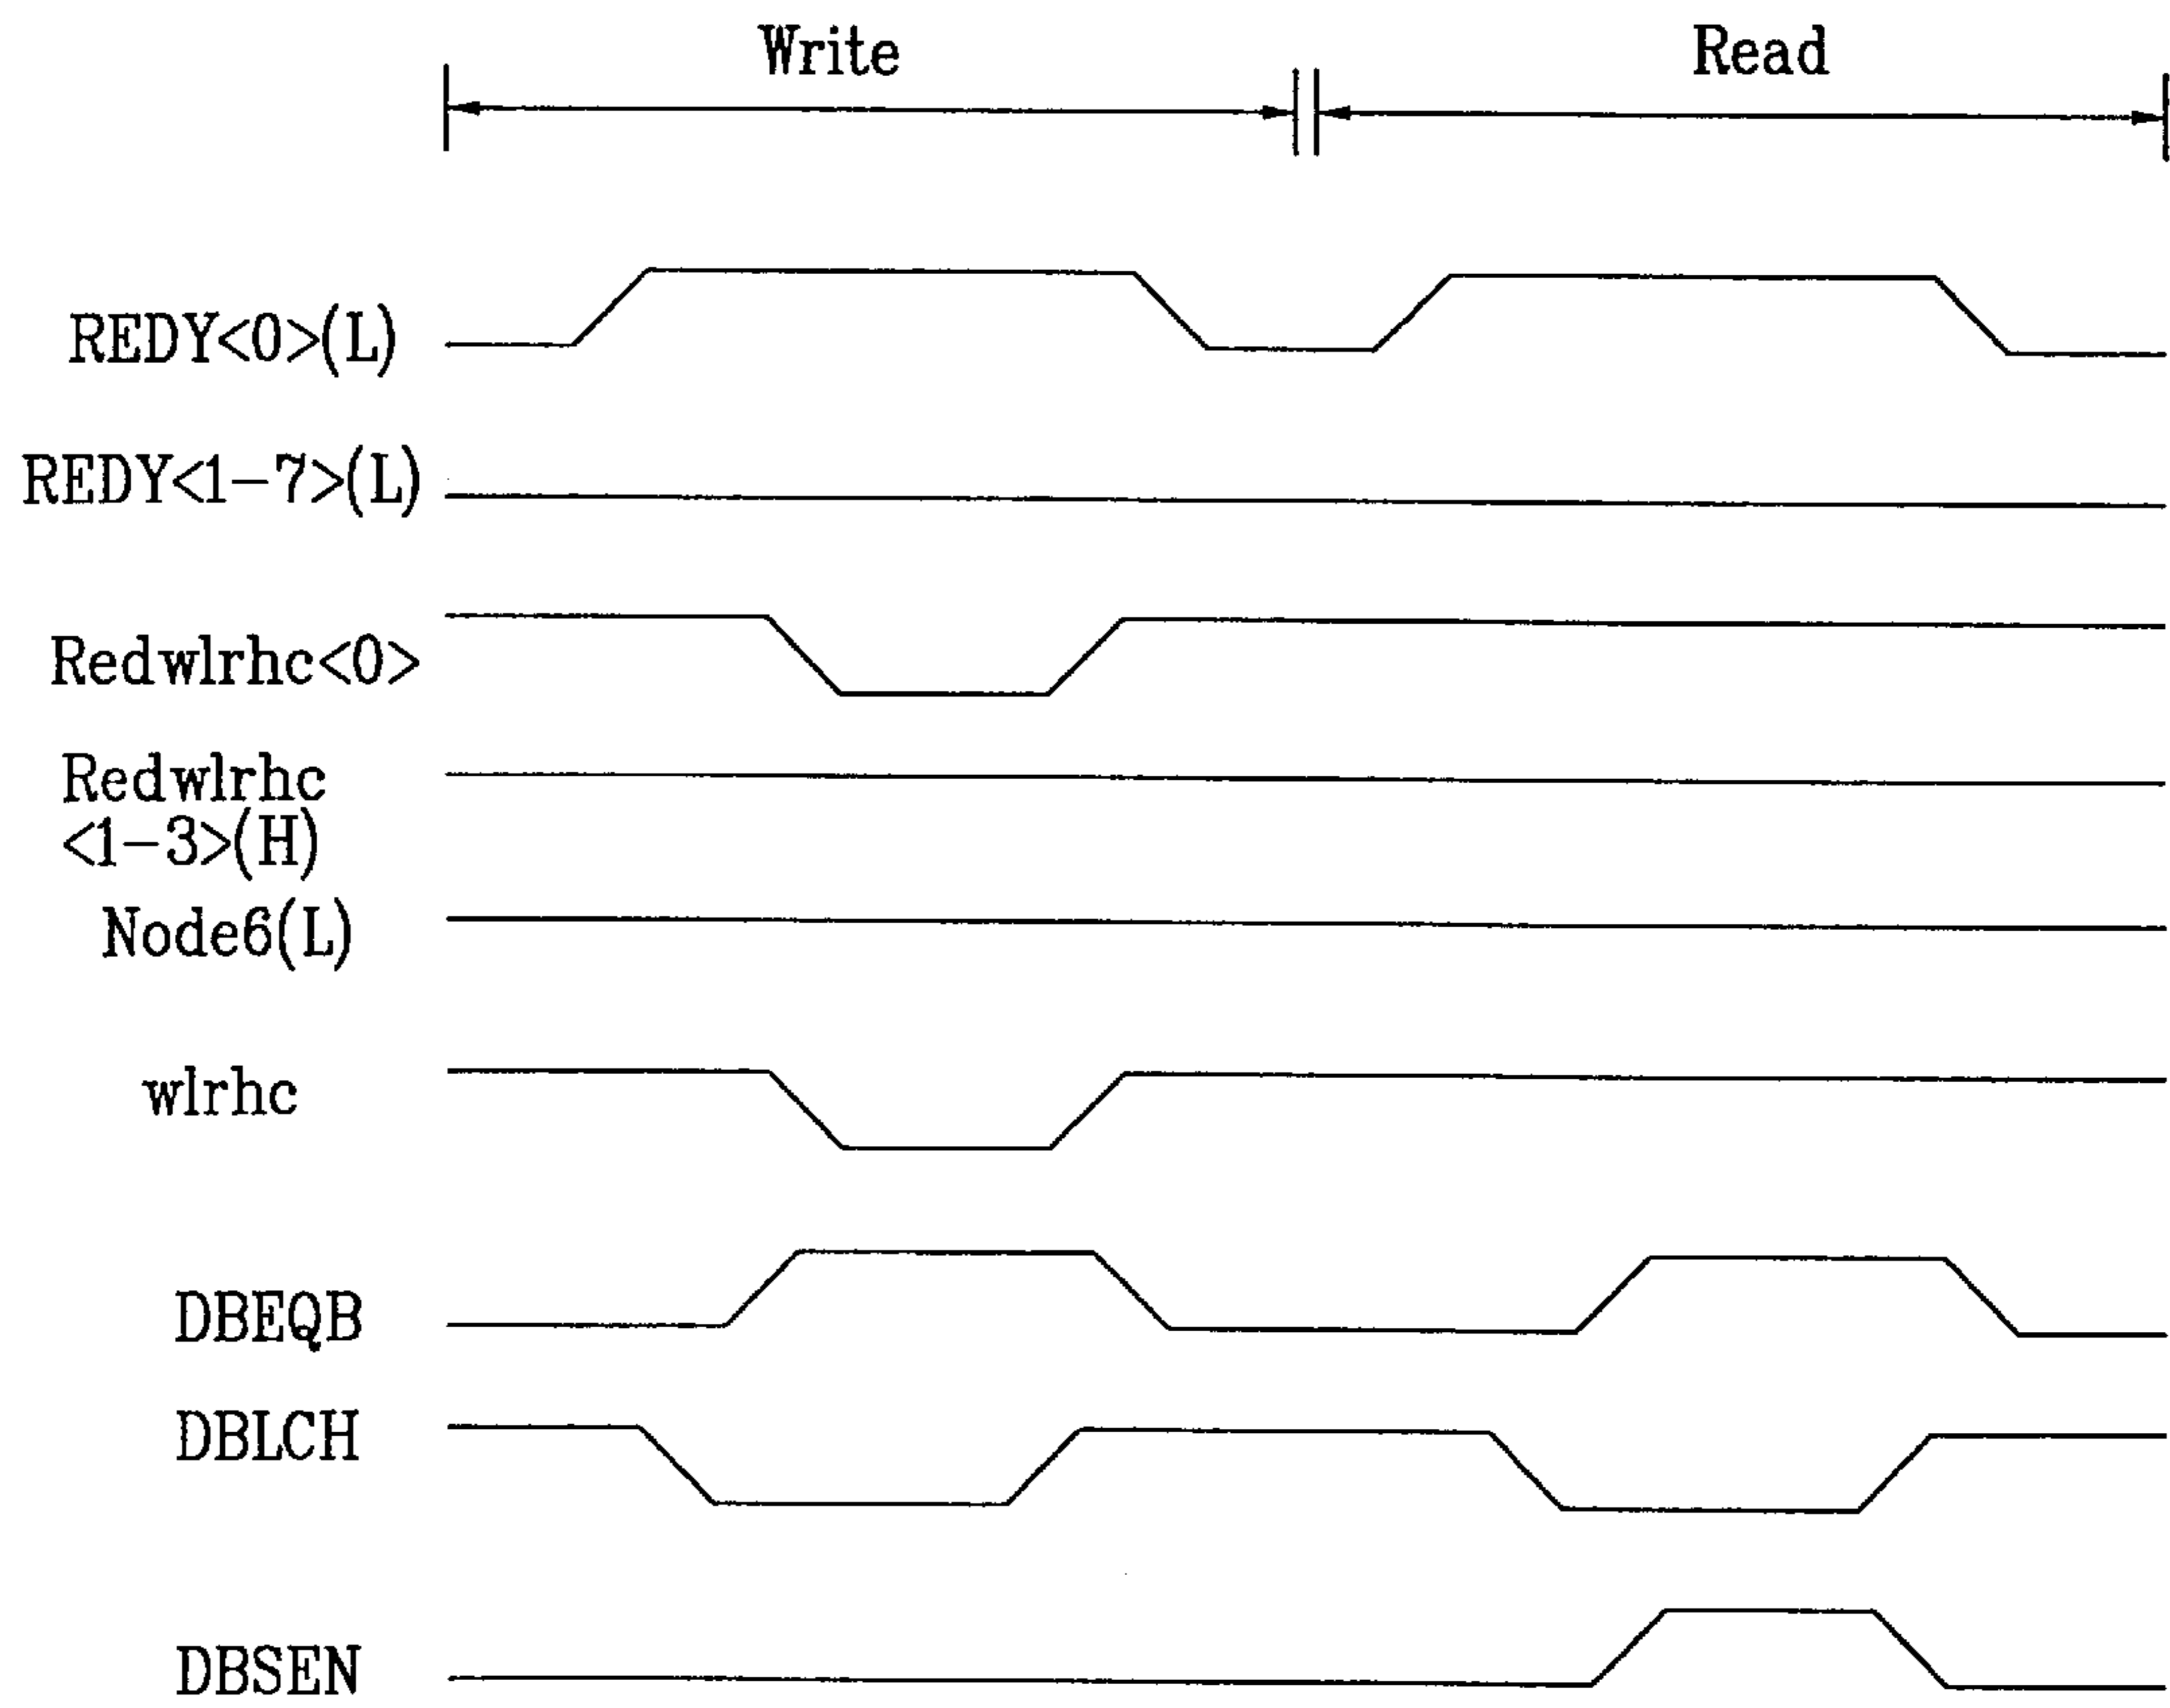 Write
Read
REDY<0>(L)
REDY<1-7>(L)
Redwlrhc<0>
Redwlrhc
<1-3>(H)
Node6(L)
wlrhc
DBEQB
DBLCH
DBSEN